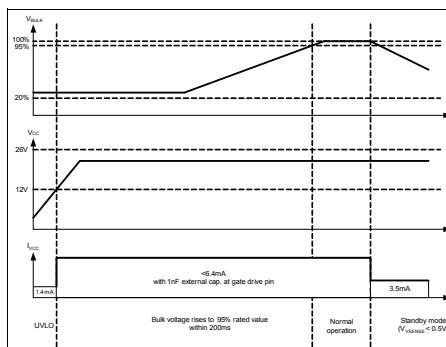 VBULK
100%
95%
20%
VCC
26V
12V
IVCC
<6.4mA
with 1nF external cap. at gate drive pin
1.4mA
3.5mA
UVLO
Bulk voltage rises to 95% rated value
within 200ms
Normal
operation
Standby mode
(VVSENSE < 0.5V